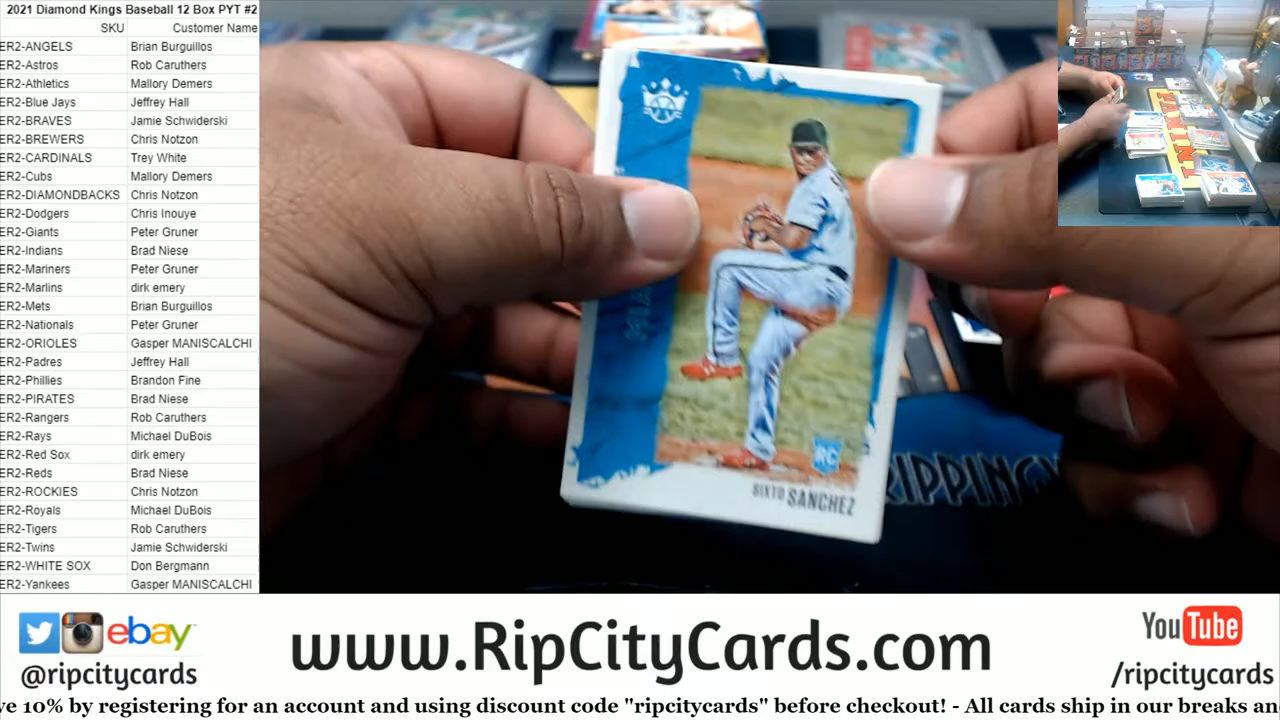 2021 Diamond Kings Baseball 12 Box PYT #2
SKU Customer Name
ER2-ANGELS Brian Burguillos
ER2-Astros Rob Caruthers
ER2-Athletics Mallory Demers
ER2-Blue Jays Jeffrey Hall
ER2-BRAVES Jamie Schwiderski
ER2-BREWERS Chris Notzon
ER2-CARDINALS Trey White
ER2-Cubs Mallory Demers
ER2-DIAMONDBACKS Chris Notzon
ER2-Dodgers Chris Inouye
ER2-Giants Peter Gruner
ER2-Indians Brad Niese
ER2-Mariners Peter Gruner
ER2-Marlins dirk emery
ER2-Mets Brian Burguillos
ER2-Nationals Peter Gruner
ER2-ORIOLES Gasper MANISCALCHI
ER2-Padres Jeffrey Hall
ER2-Phillies Brandon Fine
ER2-PIRATES Brad Niese
ER2-Rangers Rob Caruthers
ER2-Rays Michael DuBois
ER2-Red Sox dirk emery
ER2-Reds Brad Niese
ER2-ROCKIES Chris Notzon
ER2-Royals Michael DuBois
ER2-Tigers Rob Caruthers
ER2-Twins Jamie Schwiderski
ER2-WHITE SOX Don Bergmann
ER2-Yankees Gasper MANISCALCHI
RC
SIXTO SANCHEZ
RIPPING
PANINI
ebay
@ripcitycards
www.RipCityCards.com
YouTube
/ripcitycards
ve 10% by registering for an account and using discount code "ripcitycards" before checkout! - All cards ship in our breaks an